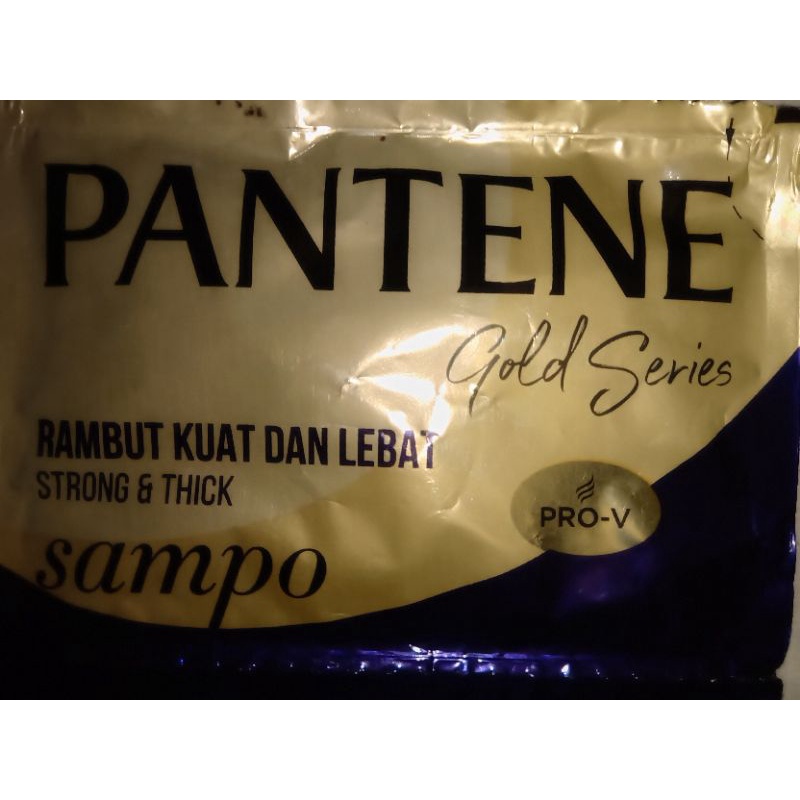 PANTENE
Gold Series
RAMBUT KUAT DAN LEBAT
STRONG & THICK
PRO-V
sampo